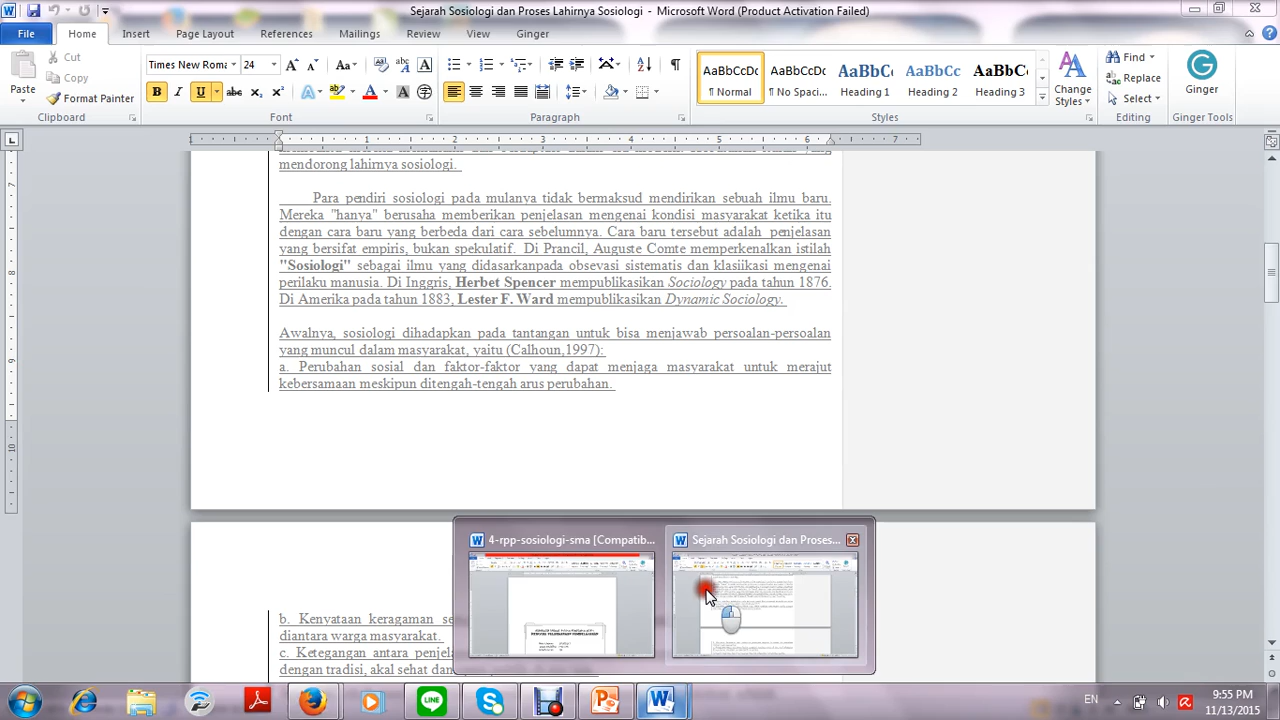 Sejarah Sosiologi dan Proses Lahirnya Sosiologi - Microsoft Word (Product Activation Failed)
File Home Insert Page Layout References Mailings Review View Ginger
Cut
Copy
Format Painter
Paste
Clipboard
Times New Roma 24
Font
Paragraph
AaBbCcDc AaBbCcDc AaBbC AaBbCc AaBbC
¶ Normal ¶ No Spaci... Heading 1 Heading 2 Heading 3
Change Styles
Styles
Find
Replace
Select
Editing
Ginger
Ginger Tools
mendorong lahirnya sosiologi.
Para pendiri sosiologi pada mulanya tidak bermaksud mendirikan sebuah ilmu baru.
Mereka "hanya" berusaha memberikan penjelasan mengenai kondisi masyarakat ketika itu
dengan cara baru yang berbeda dari cara sebelumnya. Cara baru tersebut adalah penjelasan
yang bersifat empiris, bukan spekulatif. Di Prancil, Auguste Comte memperkenalkan istilah
"Sosiologi" sebagai ilmu yang didasarkanpada obsevasi sistematis dan klasiikasi mengenai
perilaku manusia. Di Inggris, Herbet Spencer mempublikasikan Sociology pada tahun 1876.
Di Amerika pada tahun 1883, Lester F. Ward mempublikasikan Dynamic Sociology.
Awalnya, sosiologi dihadapkan pada tantangan untuk bisa menjawab persoalan-persoalan
yang muncul dalam masyarakat, yaitu (Calhoun,1997):
a. Perubahan sosial dan faktor-faktor yang dapat menjaga masyarakat untuk merajut
kebersamaan meskipun ditengah-tengah arus perubahan.
4-rpp-sosiologi-sma [Compatib... Sejarah Sosiologi dan Proses...
b. Kenyataan keragaman se
diantara warga masyarakat.
c. Ketegangan antara penjel
dengan tradisi, akal sehat dan
EN
9:55 PM
11/13/2015